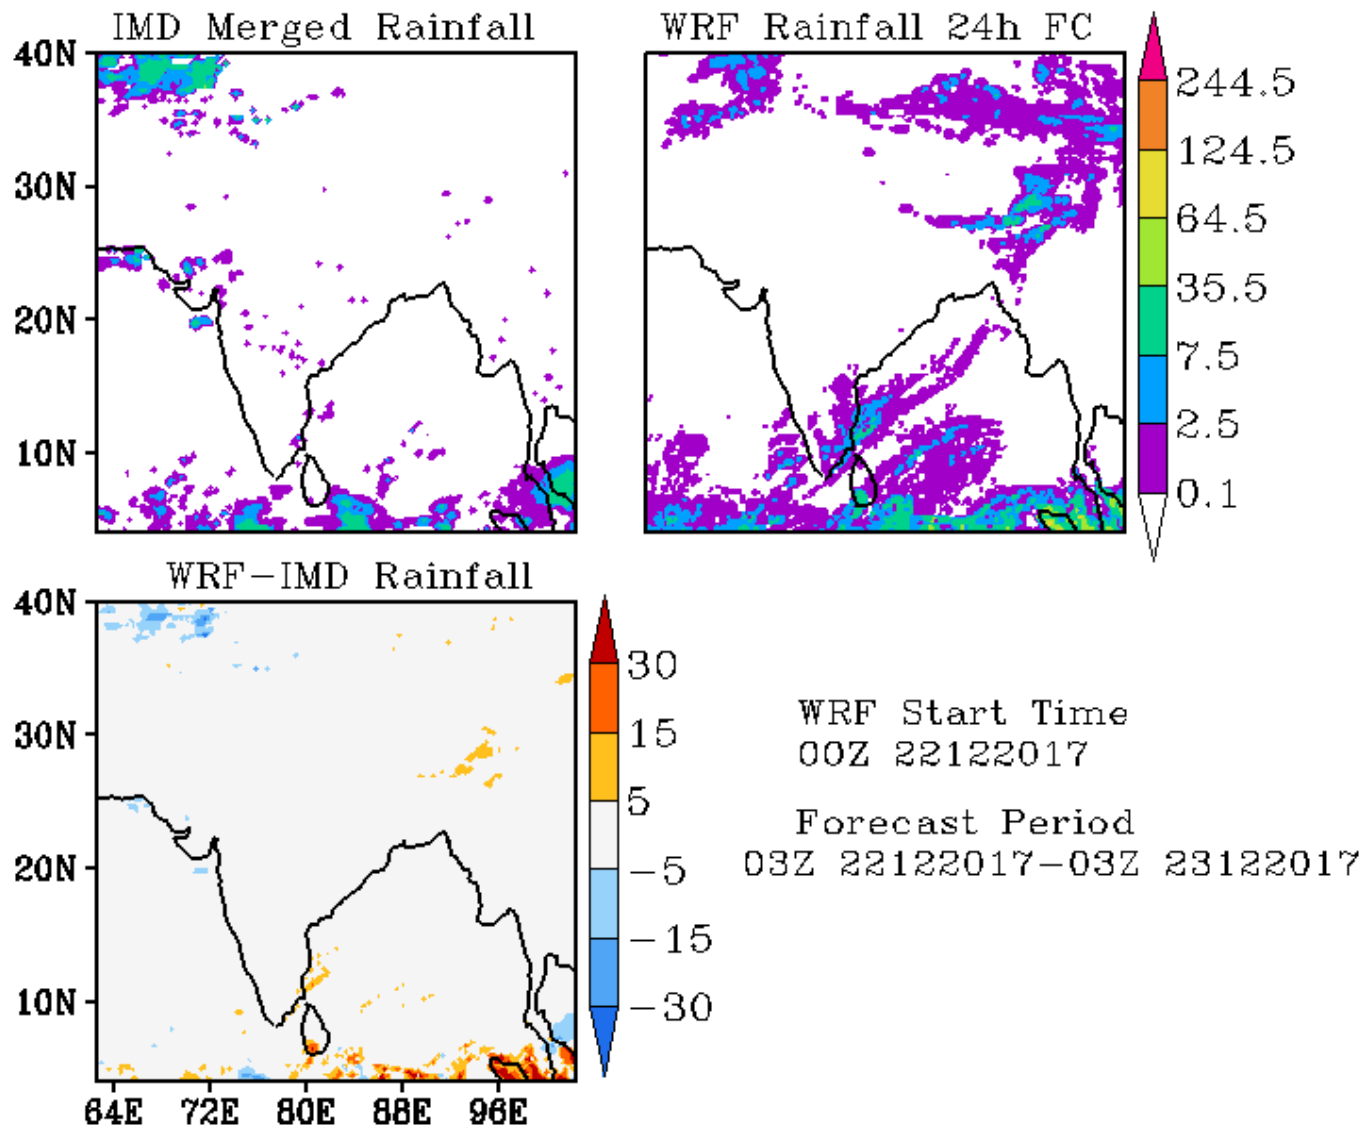 IMD Merged Rainfall
WRF Rainfall 24h FC
40N
30N
20N
10N
244.5
124.5
64.5
35.5
7.5
2.5
0.1
WRF-IMD Rainfall
40N
30N
20N
10N
64E 72E 80E 88E 96E
30
15
5
-5
-15
-30
WRF Start Time
00Z 22122017
Forecast Period
03Z 22122017-03Z 23122017